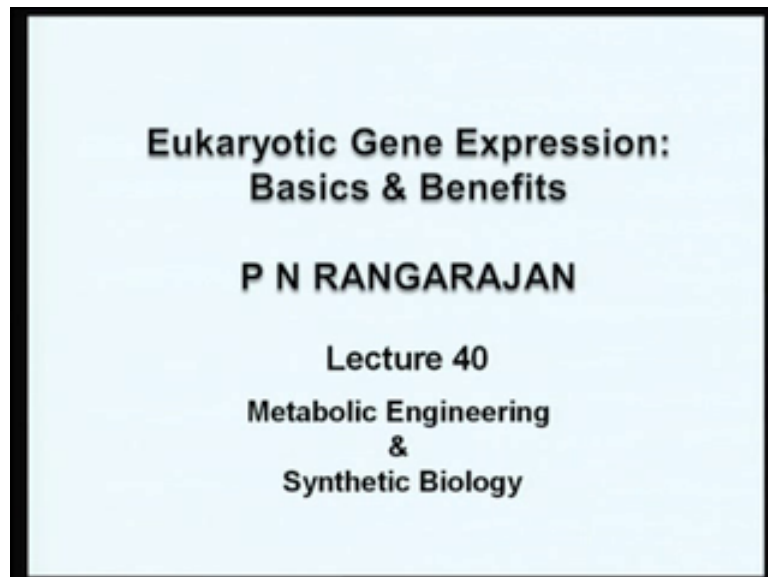 Eukaryotic Gene Expression:
Basics & Benefits
P N RANGARAJAN
Lecture 40
Metabolic Engineering
&
Synthetic Biology